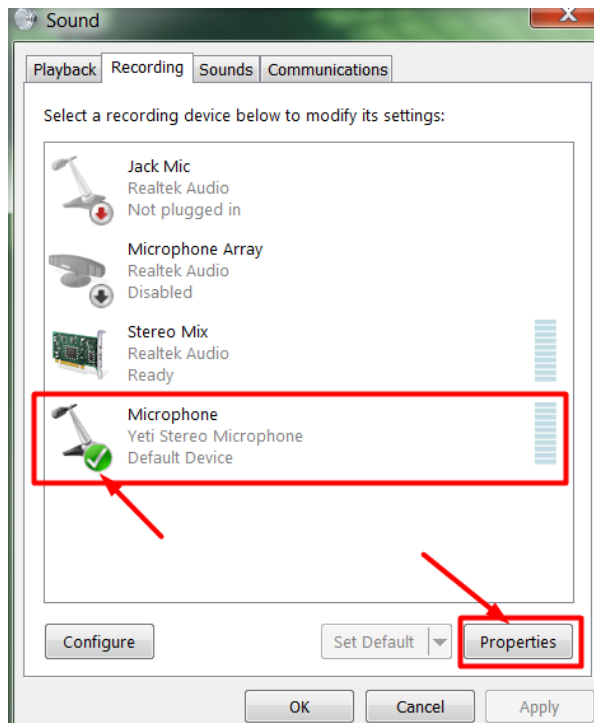 Sound
Playback Recording Sounds Communications
Select a recording device below to modify its settings:
Jack Mic
Realtek Audio
Not plugged in
Microphone Array
Realtek Audio
Disabled
Stereo Mix
Realtek Audio
Ready
Microphone
Yeti Stereo Microphone
Default Device
Configure Set Default Properties
OK Cancel Apply